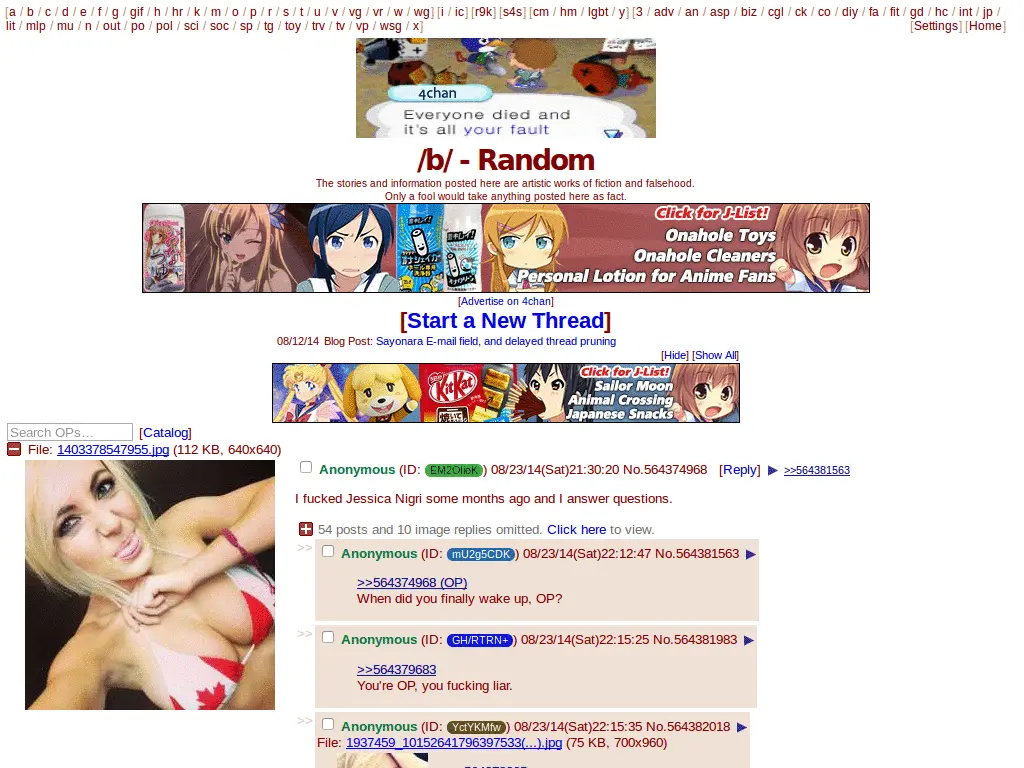 [a / b / c / d / e / f / g / gif / h / hr / k / m / o / p / r / s / t / u / v / vg / vr / w / wg] [i / ic] [r9k] [s4s] [cm / hm / lgbt / y] [3 / adv / an / asp / biz / cgl / ck / co / diy / fa / fit / gd / hc / int / jp /
lit / mlp / mu / n / out / po / pol / sci / soc / sp / tg / toy / trv / tv / vp / wsg / x] [Settings] [Home]
4chan
Everyone died and
it's all your fault
/b/ - Random
The stories and information posted here are artistic works of fiction and falsehood.
Only a fool would take anything posted here as fact.
Click for J-List!
Onahole Toys
Onahole Cleaners
Personal Lotion for Anime Fans
[Advertise on 4chan]
[Start a New Thread]
08/12/14 Blog Post: Sayonara E-mail field, and delayed thread pruning
[Hide] [Show All]
Click for J-List!
Sailor Moon
Animal Crossing
Japanese Snacks
KitKat
Search OPs… [Catalog]
File: 1403378547955.jpg (112 KB, 640x640)
Anonymous (ID: EM2OlioK) 08/23/14(Sat)21:30:20 No.564374968 [Reply] ▶ >>564381563
I fucked Jessica Nigri some months ago and I answer questions.
54 posts and 10 image replies omitted. Click here to view.
>> Anonymous (ID: mU2g5CDK) 08/23/14(Sat)22:12:47 No.564381563 ▶
>>564374968 (OP)
When did you finally wake up, OP?
>> Anonymous (ID: GH/RTRN+) 08/23/14(Sat)22:15:25 No.564381983 ▶
>>564379683
You're OP, you fucking liar.
>> Anonymous (ID: YctYKMfw) 08/23/14(Sat)22:15:35 No.564382018 ▶
File: 1937459_10152641796397533(...).jpg (75 KB, 700x960)